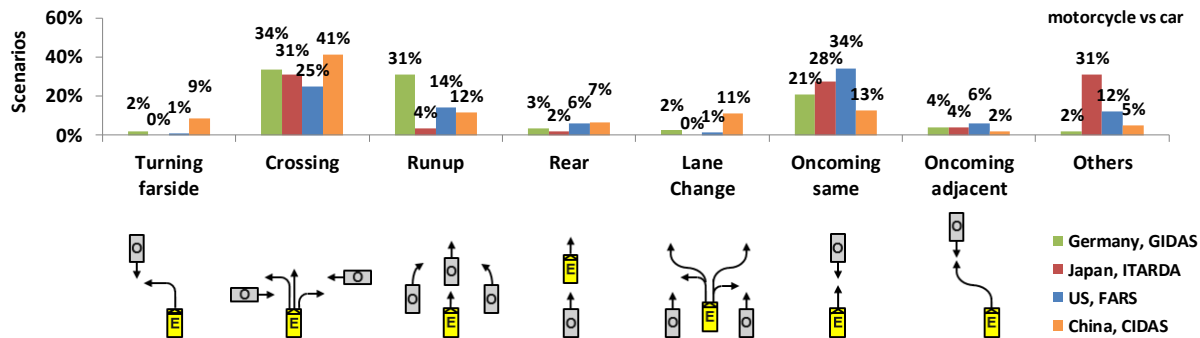 motorcycle vs car
Scenarios
60%
40%
20%
0%
2% 0% 1% 9%
34% 31% 25% 41%
31% 4% 14% 12%
3% 2% 6% 7%
2% 0% 1% 11%
21% 28% 34% 13%
4% 4% 6% 2%
2% 31% 12% 5%
Turning
farside
Crossing
Runup
Rear
Lane
Change
Oncoming
same
Oncoming
adjacent
Others
O
E
O
O
E
O
O
O
E
E
O
O
E
O
O
E
O
E
Germany, GIDAS
Japan, ITARDA
US, FARS
China, CIDAS